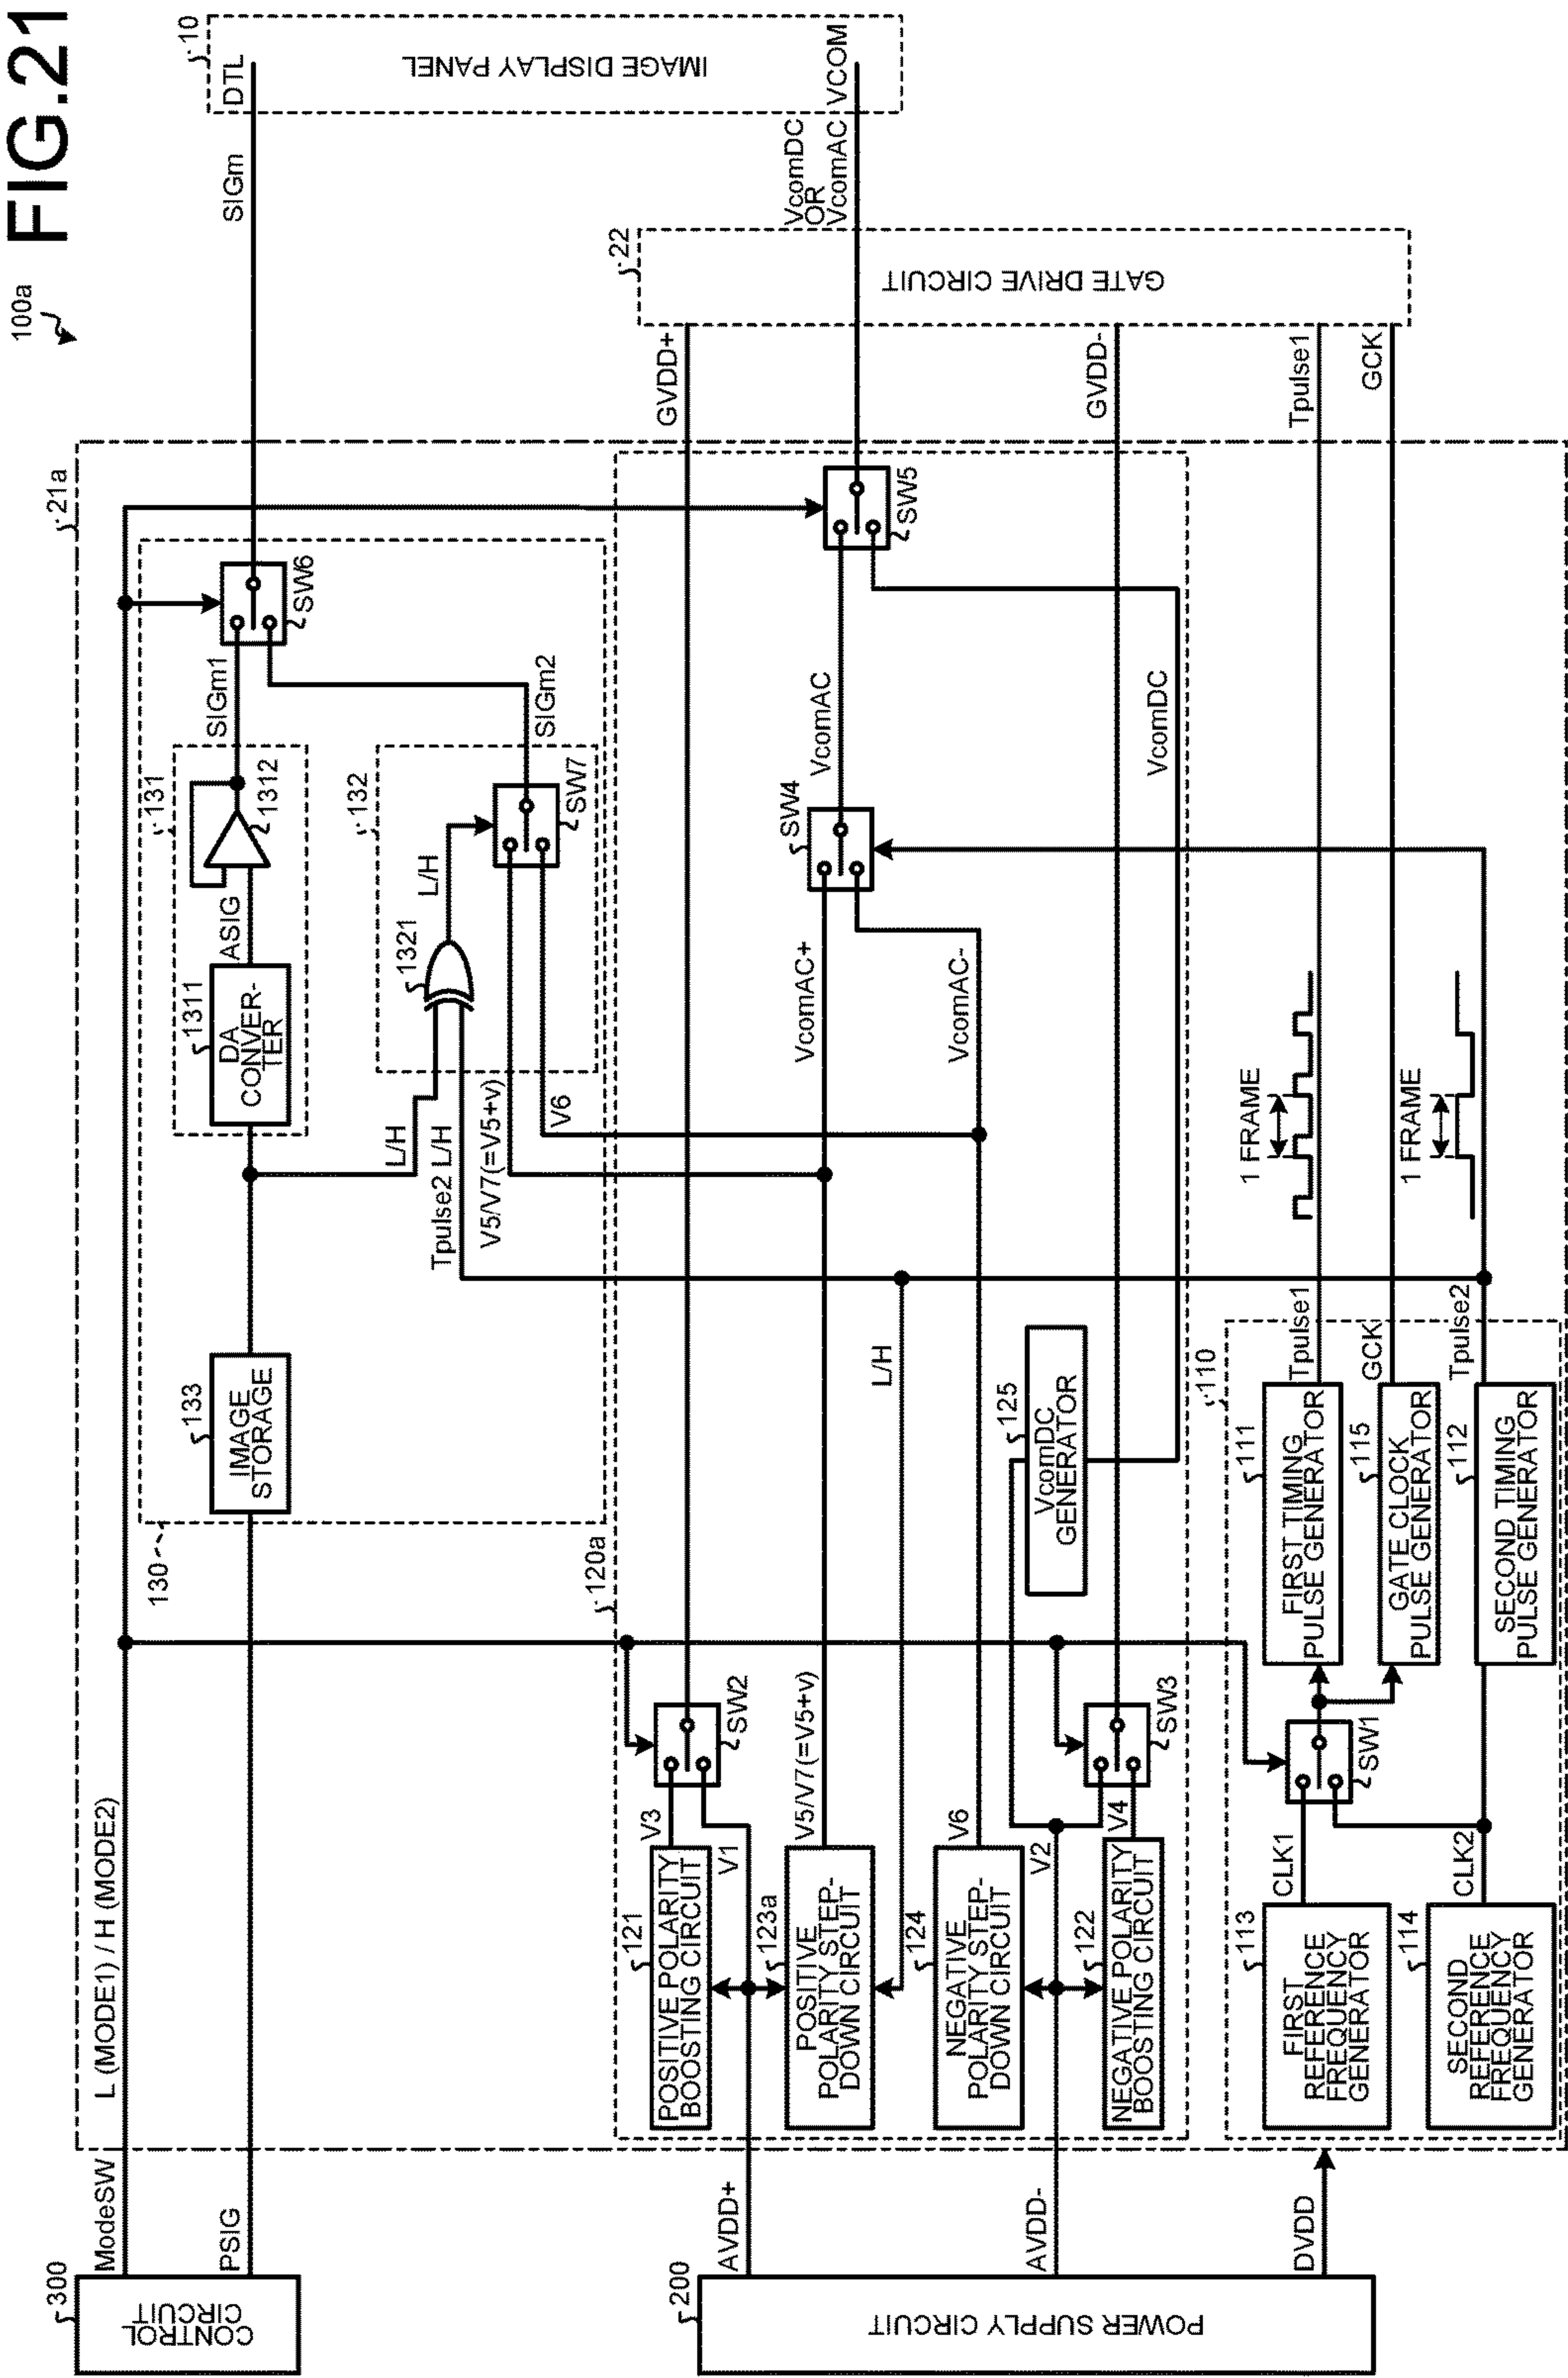 FIG.21
100a
300
CONTROL
CIRCUIT
ModeSW
L (MODE1) / H (MODE2)
PSIG
21a
130
133
IMAGE
STORAGE
131
1311
DA
CONVER-
TER
ASIG
1312
SIGm1
SW6
SIGm
10
DTL
IMAGE DISPLAY PANEL
VCOM
132
1321
L/H
L/H
Tpulse2 L/H
V5/V7(=V5+v)
V6
SW7
SIGm2
200
POWER SUPPLY CIRCUIT
AVDD+
AVDD-
DVDD
120a
121
POSITIVE POLARITY
BOOSTING CIRCUIT
V3
V1
SW2
GVDD+
123a
POSITIVE
POLARITY STEP-
DOWN CIRCUIT
V5/V7(=V5+v)
L/H
VcomAC+
124
NEGATIVE
POLARITY STEP-
DOWN CIRCUIT
V6
VcomAC-
SW4
VcomAC
SW5
VcomDC
OR
VcomAC
122
NEGATIVE POLARITY
BOOSTING CIRCUIT
V2
V4
SW3
GVDD-
125
VcomDC
GENERATOR
VcomDC
22
GATE DRIVE CIRCUIT
110
113
FIRST
REFERENCE
FREQUENCY
GENERATOR
CLK1
114
SECOND
REFERENCE
FREQUENCY
GENERATOR
CLK2
SW1
111
FIRST TIMING
PULSE GENERATOR
Tpulse1
115
GATE CLOCK
PULSE GENERATOR
GCK
112
SECOND TIMING
PULSE GENERATOR
Tpulse2
1 FRAME
1 FRAME
Tpulse1
GCK